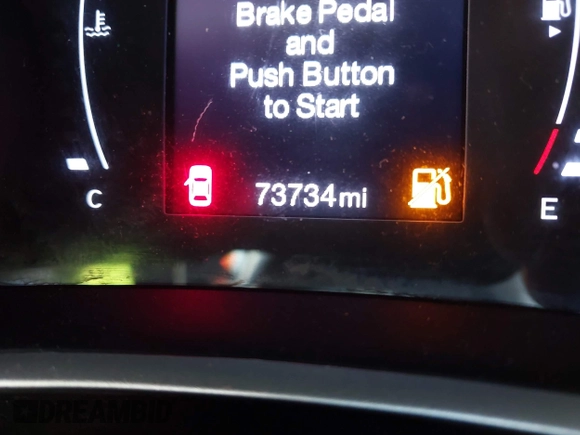 Brake Pedal
and
Push Button
to Start
73734mi
C
E
DREAMBID